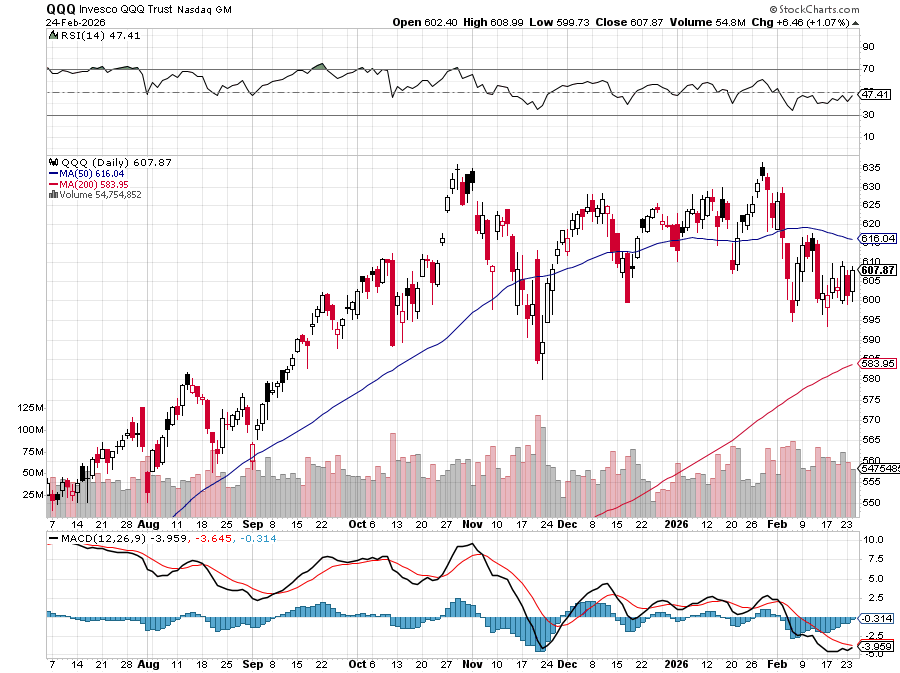 QQQ Invesco QQQ Trust Nasdaq GM
© StockCharts.com
24-Feb-2026
Open 602.40 High 608.99 Low 599.73 Close 607.87 Volume 54.8M Chg +6.46 (+1.07%)
RSI(14) 47.41
90
70
50
47.41
30
10
QQQ (Daily) 607.87
MA(50) 616.04
MA(200) 583.95
Volume 54,754,852
635
630
625
620
616.04
610
607.87
605
600
595
590
583.95
580
575
570
565
560
555
550
125M
100M
75M
50M
25M
7 14 21 28 Aug 11 18 25 Sep 8 15 22 Oct 6 13 20 27 Nov 10 17 24 Dec 8 15 22 2026 12 20 26 Feb 9 17 23
MACD(12,26,9) -3.959, -3.645, -0.314
10.0
7.5
5.0
2.5
-0.314
-2.5
-3.959
-5.0
7 14 21 28 Aug 11 18 25 Sep 8 15 22 Oct 6 13 20 27 Nov 10 17 24 Dec 8 15 22 2026 12 20 26 Feb 9 17 23